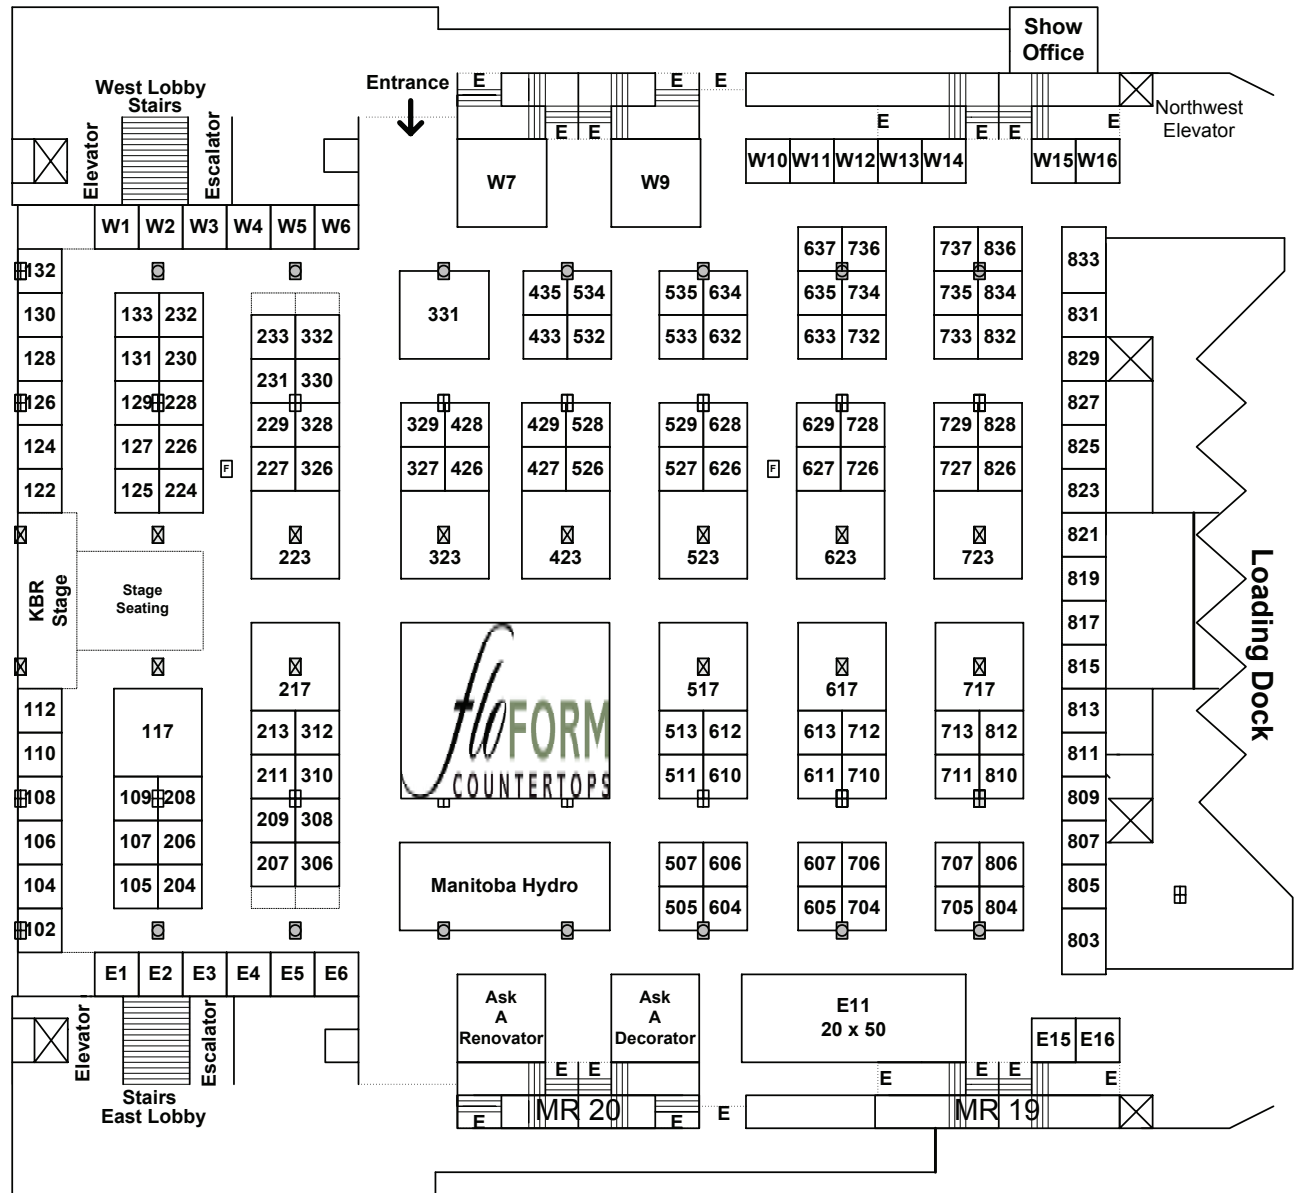 Show
Office
West Lobby
Stairs
Entrance
E
E
E
Northwest
Elevator
Elevator
Escalator
E
E
E
E
W10 W11 W12 W13 W14
W15 W16
W7
W9
W1 W2 W3 W4 W5 W6
637 736
737 836
833
132
331
435 534
535 634
635 734
735 834
130
133 232
233 332
433 532
533 632
633 732
733 832
831
128
131 230
231 330
829
126
129 228
229 328
329 428
429 528
529 628
629 728
729 828
827
124
127 226
227 326
327 426
427 526
527 626
627 726
727 826
825
122
125 224
F
F
823
223
323
423
523
623
723
821
KBR
Stage
Stage
Seating
819
817
815
Loading Dock
217
floFORM
COUNTERTOPS
517
617
717
112
117
213 312
513 612
613 712
713 812
813
110
211 310
511 610
611 710
711 810
811
108
109 208
209 308
809
106
107 206
207 306
Manitoba Hydro
507 606
607 706
707 806
807
104
105 204
505 604
605 704
705 804
805
102
803
E1 E2 E3 E4 E5 E6
Ask
A
Renovator
Ask
A
Decorator
E11
20 x 50
E15 E16
Elevator
Escalator
Stairs
East Lobby
E
E
E
E
E
E
MR 20
MR 19
E
E
E